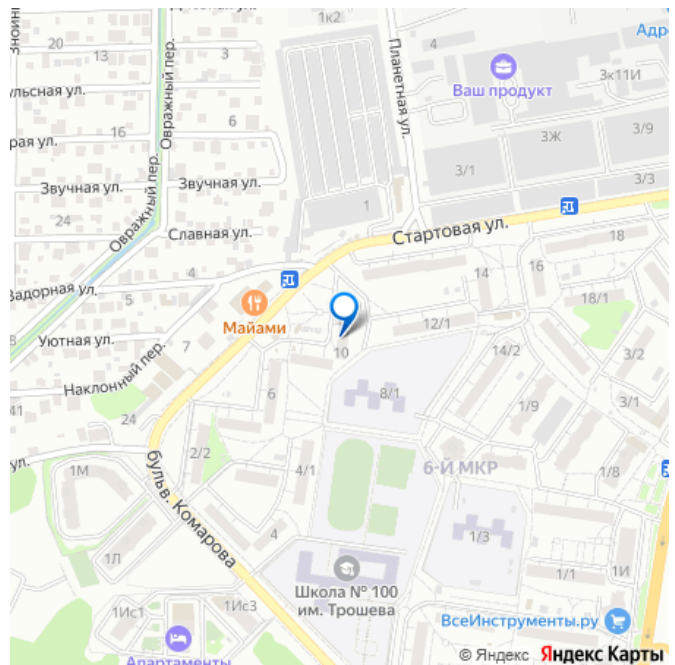 1к2
Зноин
20
13
ульсная ул.
рая ул.
16
6
Овражный пер.
Планетная ул.
4
Адре
Ваш продукт
3к11И
3Ж
3/9
3/1
3/3
Звучная ул.
Звучная ул.
24
Овражный пер.
Славная ул.
1
Стартовая ул.
18
5
4
Задорная ул.
14
16
18/1
Майами
8
Уютная ул.
7
12/1
10
14/2
3/2
Наклонный пер.
6
8/1
41
24
1/9
3/1
ул.
2/2
1М
4/1
6-Й МКР
1/8
бульв. Комарова
4
1/3
1Л
Школа № 100
им. Трошева
1/1
1И
1Ис1
1Ис3
ВсеИнструменты.ру
Апартаменты
© Яндекс Яндекс Карты